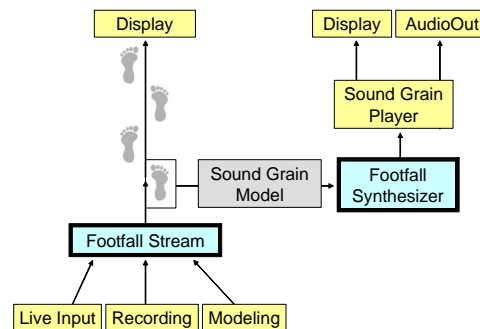 Display
Display
AudioOut
Sound Grain
Player
Sound Grain
Model
Footfall
Synthesizer
Footfall Stream
Live Input
Recording
Modeling